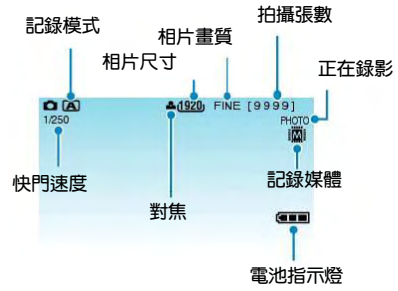 拍攝張數
記錄模式
相片畫質
相片尺寸
正在錄影
A 1920 FINE [9999]
1/250
PHOTO
M
快門速度
記錄媒體
對焦
電池指示燈